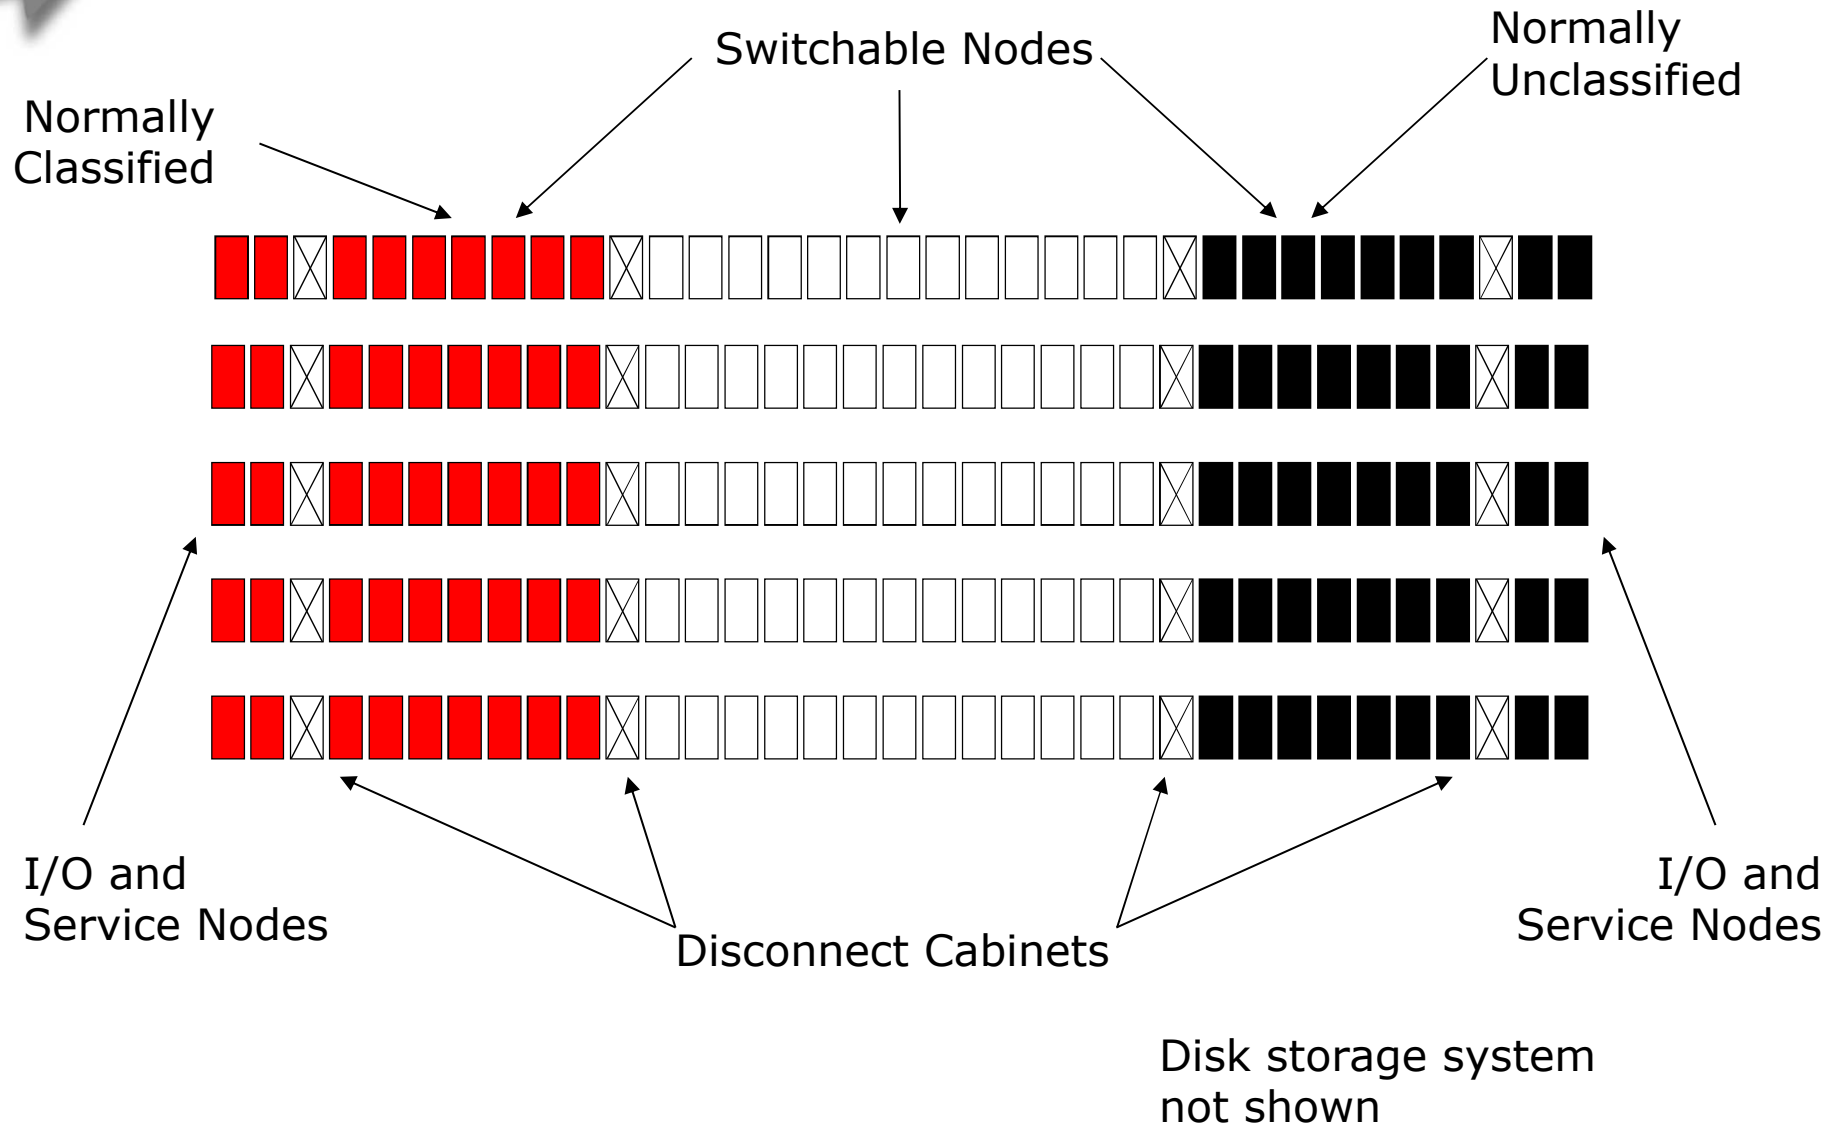 Switchable Nodes
Normally
Unclassified
Normally
Classified
I/O and
Service Nodes
I/O and
Service Nodes
Disconnect Cabinets
Disk storage system
not shown